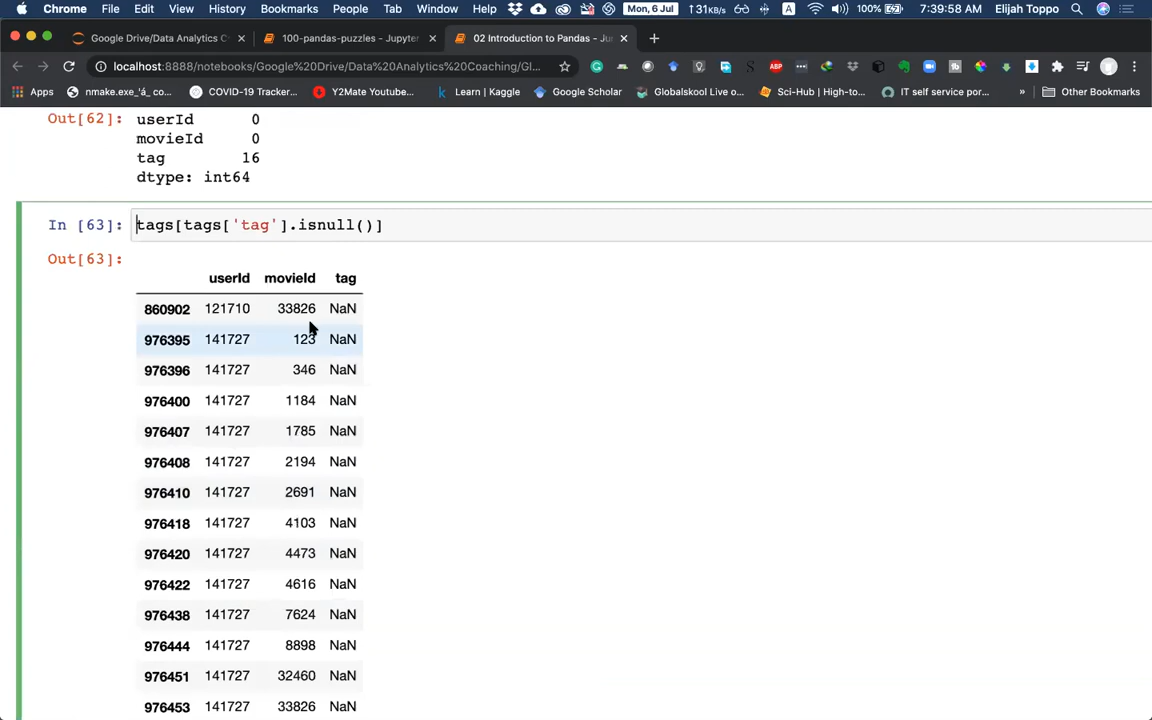 Chrome File Edit View History Bookmarks People Tab Window Help Mon, 6 Jul 31KB/s A 100% 7:39:58 AM Elijah Toppo
Google Drive/Data Analytics C 100-pandas-puzzles - Jupyter 02 Introduction to Pandas - Ju
localhost:8888/notebooks/Google%20Drive/Data%20Analytics%20Coaching/Gl... ABP
Apps nmake.exe_'á_ co... COVID-19 Tracker... Y2Mate Youtube... Learn | Kaggle Google Scholar Globalskool Live o... Sci-Hub | High-to... IT self service por... » Other Bookmarks
Out[62]: userId 0
movieId 0
tag 16
dtype: int64
In [63]: tags[tags['tag'].isnull()]
Out[63]:
userId movieId tag
860902 121710 33826 NaN
976395 141727 123 NaN
976396 141727 346 NaN
976400 141727 1184 NaN
976407 141727 1785 NaN
976408 141727 2194 NaN
976410 141727 2691 NaN
976418 141727 4103 NaN
976420 141727 4473 NaN
976422 141727 4616 NaN
976438 141727 7624 NaN
976444 141727 8898 NaN
976451 141727 32460 NaN
976453 141727 33826 NaN